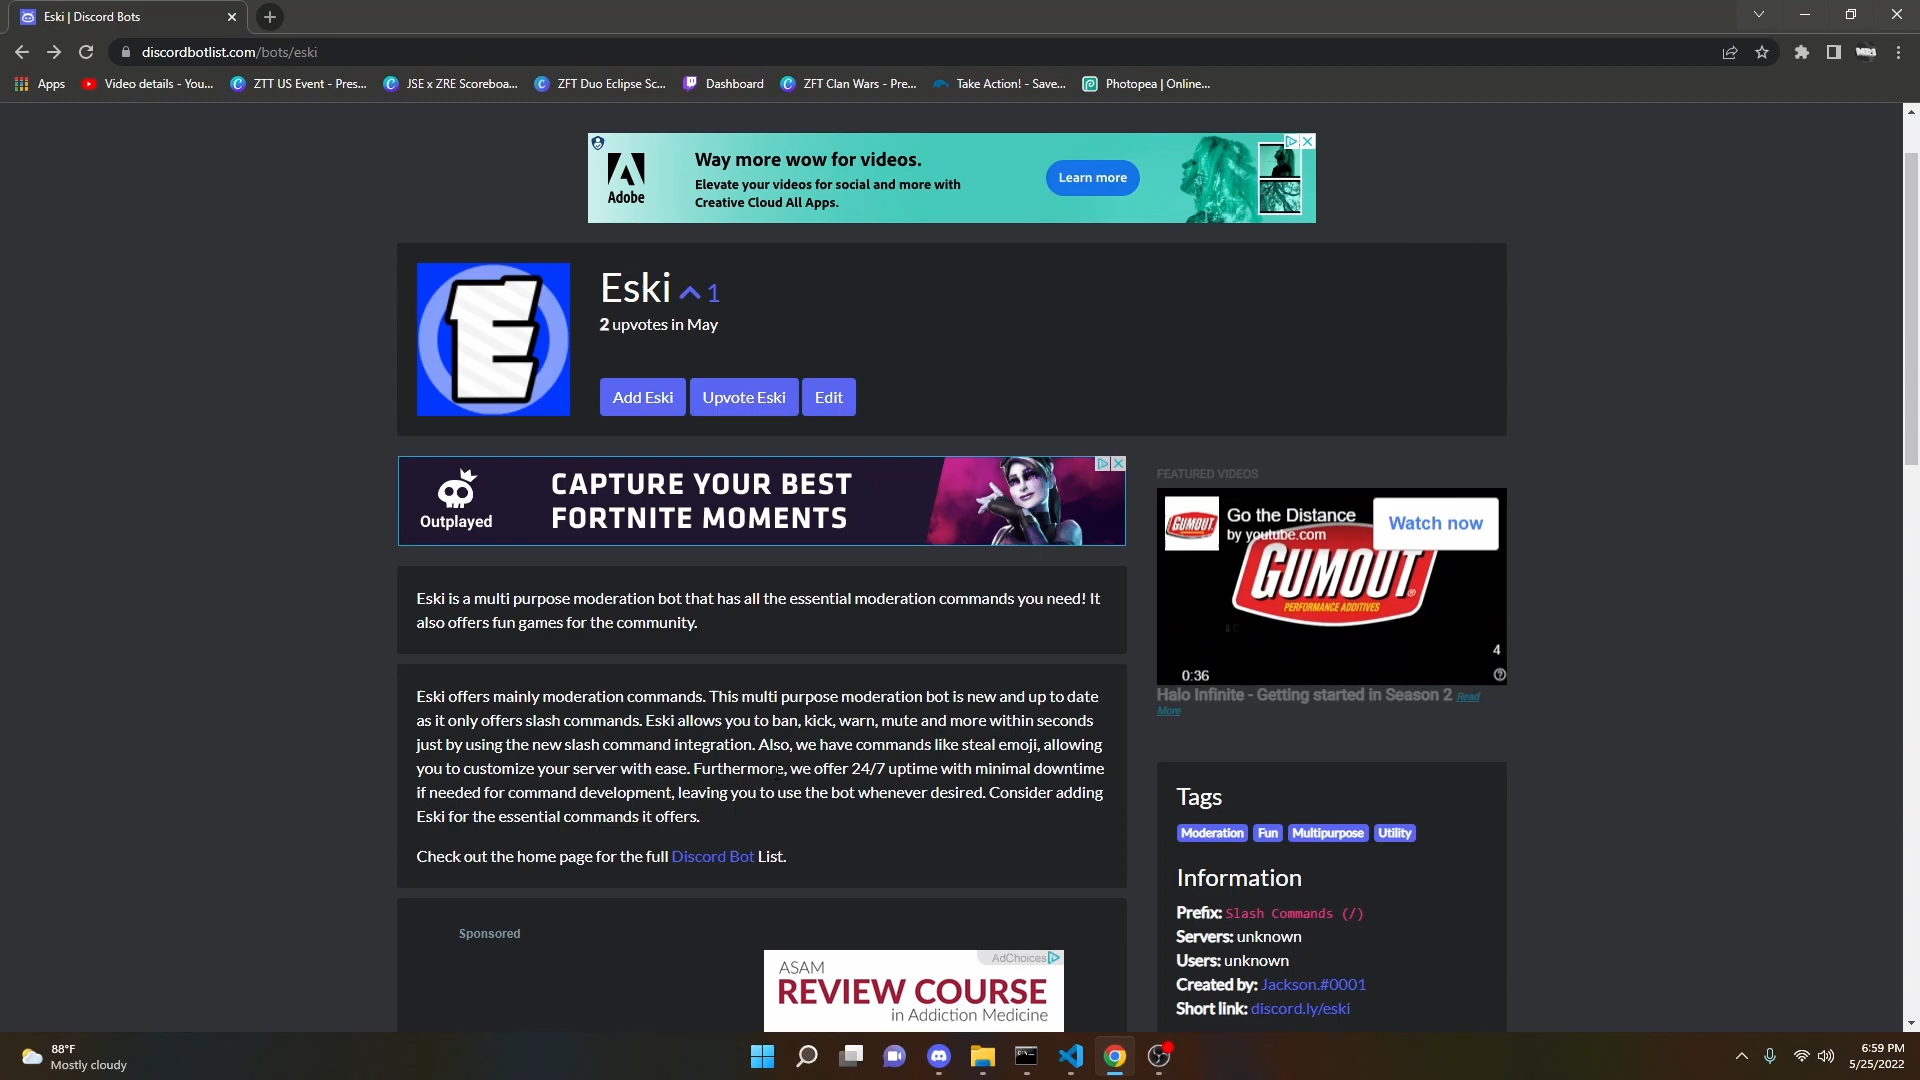 Eski | Discord Bots
discordbotlist.com/bots/eski
Apps
Video details - You...
ZTT US Event - Pres...
JSE x ZRE Scoreboa...
ZFT Duo Eclipse Sc...
Dashboard
ZFT Clan Wars - Pre...
Take Action! - Save...
Photopea | Online...
Adobe
Way more wow for videos.
Elevate your videos for social and more with
Creative Cloud All Apps.
Learn more
E
Eski 1
2 upvotes in May
Add Eski
Upvote Eski
Edit
Outplayed
CAPTURE YOUR BEST
FORTNITE MOMENTS
Eski is a multi purpose moderation bot that has all the essential moderation commands you need! It
also offers fun games for the community.
Eski offers mainly moderation commands. This multi purpose moderation bot is new and up to date
as it only offers slash commands. Eski allows you to ban, kick, warn, mute and more within seconds
just by using the new slash command integration. Also, we have commands like steal emoji, allowing
you to customize your server with ease. Furthermore, we offer 24/7 uptime with minimal downtime
if needed for command development, leaving you to use the bot whenever desired. Consider adding
Eski for the essential commands it offers.
Check out the home page for the full Discord Bot List.
Sponsored
AdChoices
ASAM
REVIEW COURSE
in Addiction Medicine
FEATURED VIDEOS
GUMOUT
Go the Distance
by youtube.com
Watch now
GUMOUT
PERFORMANCE ADDITIVES
4
0:36
Halo Infinite - Getting started in Season 2 Read
More
Tags
Moderation Fun Multipurpose Utility
Information
Prefix: Slash Commands (/)
Servers: unknown
Users: unknown
Created by: Jackson.#0001
Short link: discord.ly/eski
88°F
Mostly cloudy
6:59 PM
5/25/2022